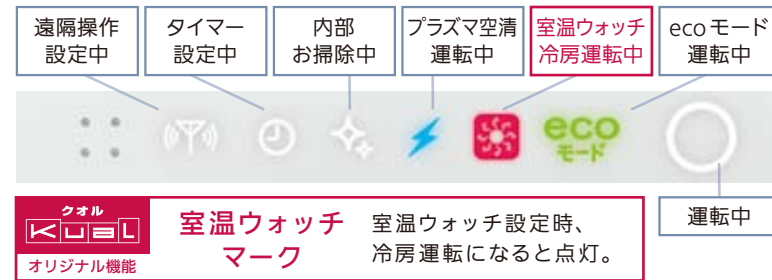 遠隔操作
設定中
タイマー
設定中
内部
お掃除中
プラズマ空清
運転中
室温ウォッチ
冷房運転中
ecoモード
運転中
eco
モード
運転中
クオル
KuaL
オリジナル機能
室温ウォッチ
マーク
室温ウォッチ設定時、
冷房運転になると点灯。